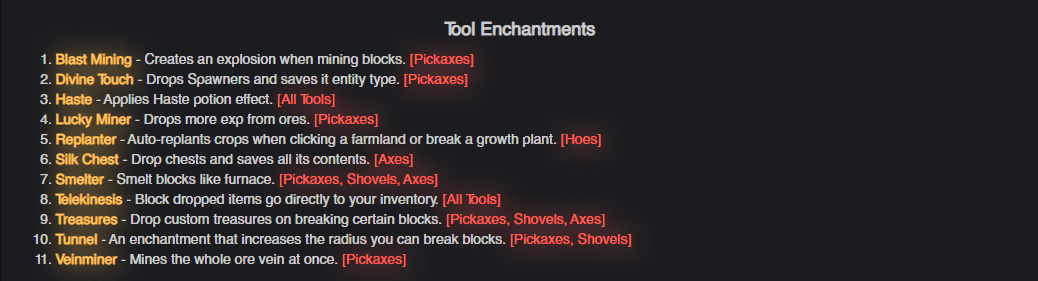 Tool Enchantments
1. Blast Mining - Creates an explosion when mining blocks. [Pickaxes]
2. Divine Touch - Drops Spawners and saves it entity type. [Pickaxes]
3. Haste - Applies Haste potion effect. [All Tools]
4. Lucky Miner - Drops more exp from ores. [Pickaxes]
5. Replanter - Auto-replants crops when clicking a farmland or break a growth plant. [Hoes]
6. Silk Chest - Drop chests and saves all its contents. [Axes]
7. Smelter - Smelt blocks like furnace. [Pickaxes, Shovels, Axes]
8. Telekinesis - Block dropped items go directly to your inventory. [All Tools]
9. Treasures - Drop custom treasures on breaking certain blocks. [Pickaxes, Shovels, Axes]
10. Tunnel - An enchantment that increases the radius you can break blocks. [Pickaxes, Shovels]
11. Veinminer - Mines the whole ore vein at once. [Pickaxes]